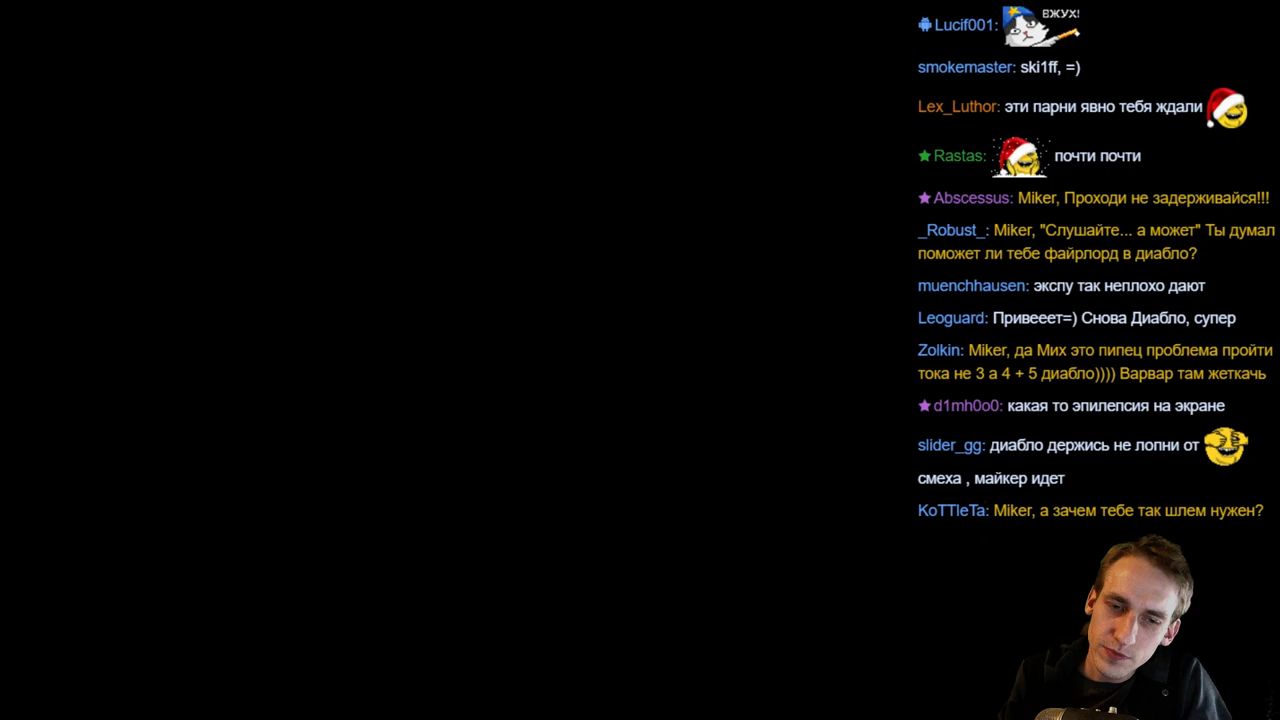 Lucif001: ВЖУХ!
smokemaster: ski1ff, =)
Lex_Luthor: эти парни явно тебя ждали
Rastas: почти почти
Abscessus: Miker, Проходи не задерживайся!!!
_Robust_: Miker, "Слушайте... а может" Ты думал
поможет ли тебе файрлорд в диабло?
muenchhausen: экспу так неплохо дают
Leoguard: Привееет=) Снова Диабло, супер
Zolkin: Miker, да Мих это пипец проблема пройти
тока не 3 а 4 + 5 диабло)))) Варвар там жеткачь
d1mh0o0: какая то эпилепсия на экране
slider_gg: диабло держись не лопни от
смеха , майкер идет
KoTTleTa: Miker, а зачем тебе так шлем нужен?